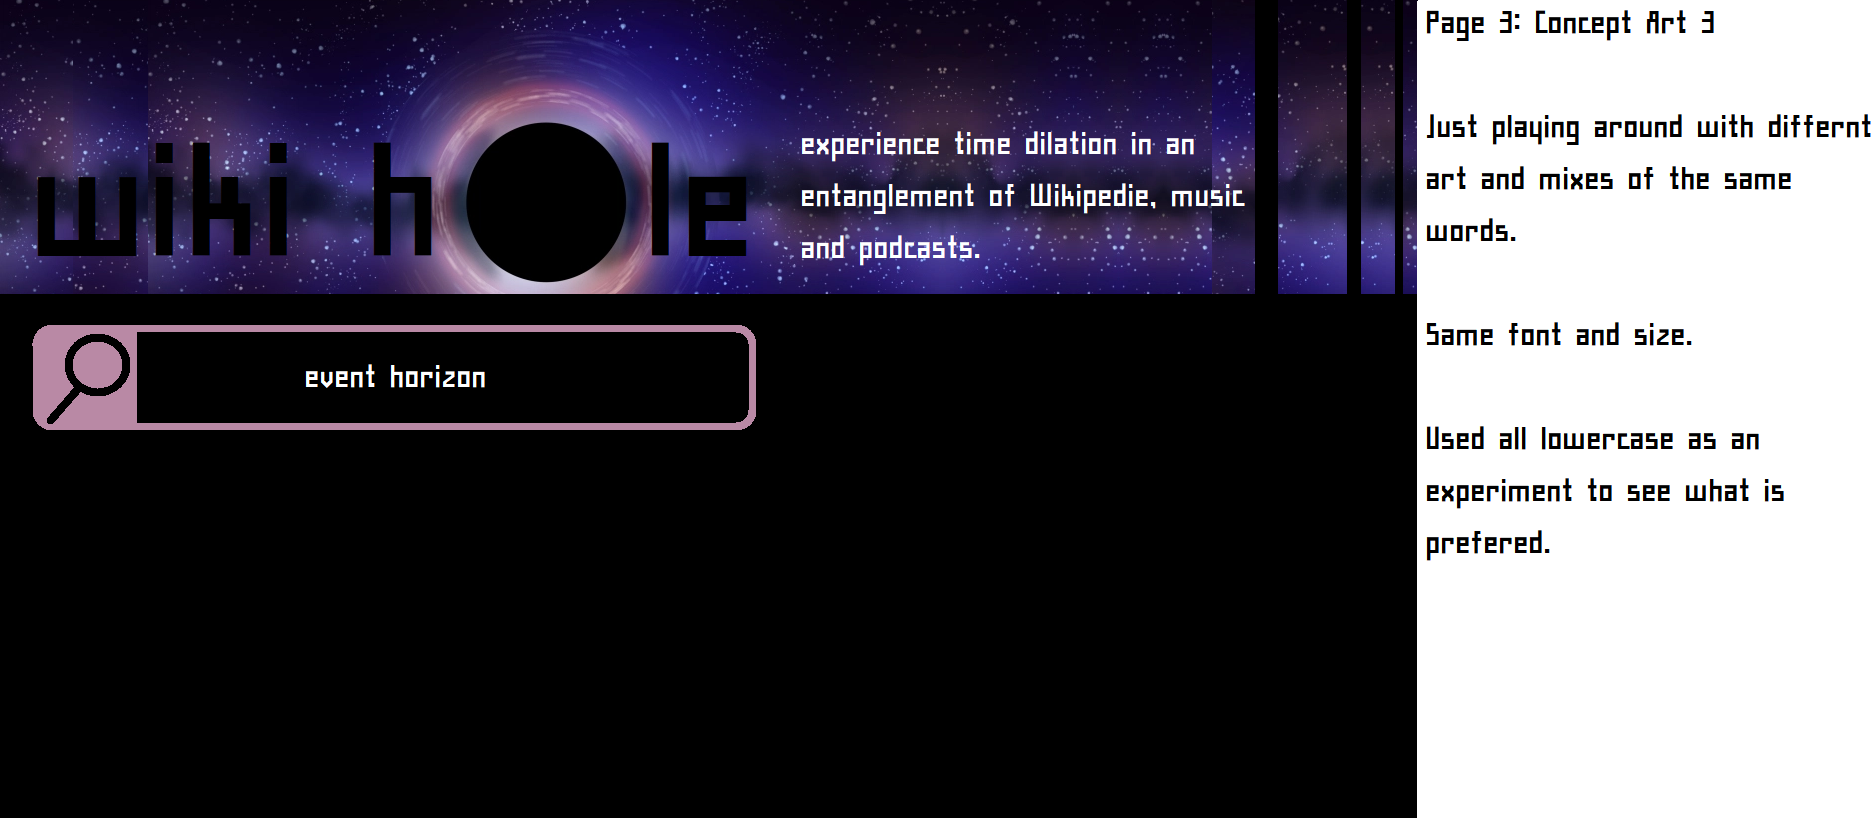 wiki hole
experience time dilation in an
entanglement of Wikipedie, music
and podcasts.
event horizon
Page 3: Concept Art 3
Just playing around with differnt
art and mixes of the same
words.
Same font and size.
Used all lowercase as an
experiment to see what is
prefered.